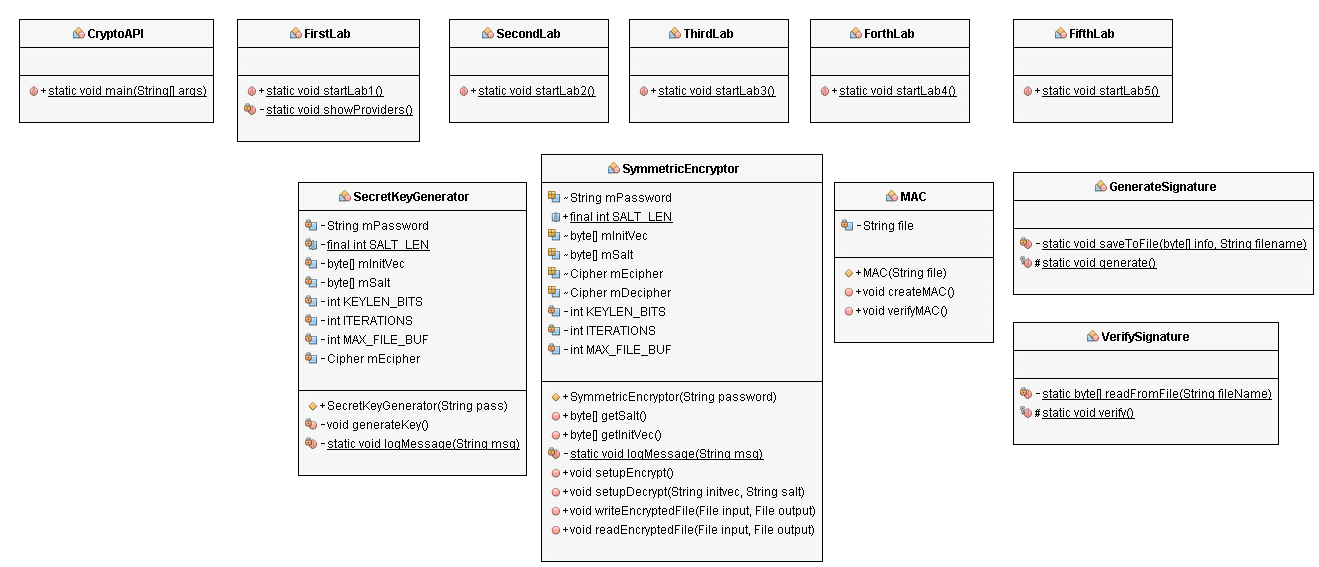 CryptoAPI
+static void main(String[] args)
FirstLab
+static void startLab1()
-static void showProviders()
SecondLab
+static void startLab2()
ThirdLab
+static void startLab3()
ForthLab
+static void startLab4()
FifthLab
+static void startLab5()
SecretKeyGenerator
-String mPassword
-final int SALT_LEN
-byte[] mInitVec
-byte[] mSalt
-int KEYLEN_BITS
-int ITERATIONS
-int MAX_FILE_BUF
-Cipher mEcipher
+SecretKeyGenerator(String pass)
-void generateKey()
-static void logMessage(String msg)
SymmetricEncryptor
~String mPassword
+final int SALT_LEN
~byte[] mInitVec
~byte[] mSalt
~Cipher mEcipher
~Cipher mDecipher
-int KEYLEN_BITS
-int ITERATIONS
-int MAX_FILE_BUF
+SymmetricEncryptor(String password)
+byte[] getSalt()
+byte[] getInitVec()
-static void logMessage(String msg)
+void setupEncrypt()
+void setupDecrypt(String initvec, String salt)
+void writeEncryptedFile(File input, File output)
+void readEncryptedFile(File input, File output)
MAC
-String file
+MAC(String file)
+void createMAC()
+void verifyMAC()
GenerateSignature
-static void saveToFile(byte[] info, String filename)
#static void generate()
VerifySignature
-static byte[] readFromFile(String fileName)
#static void verify()